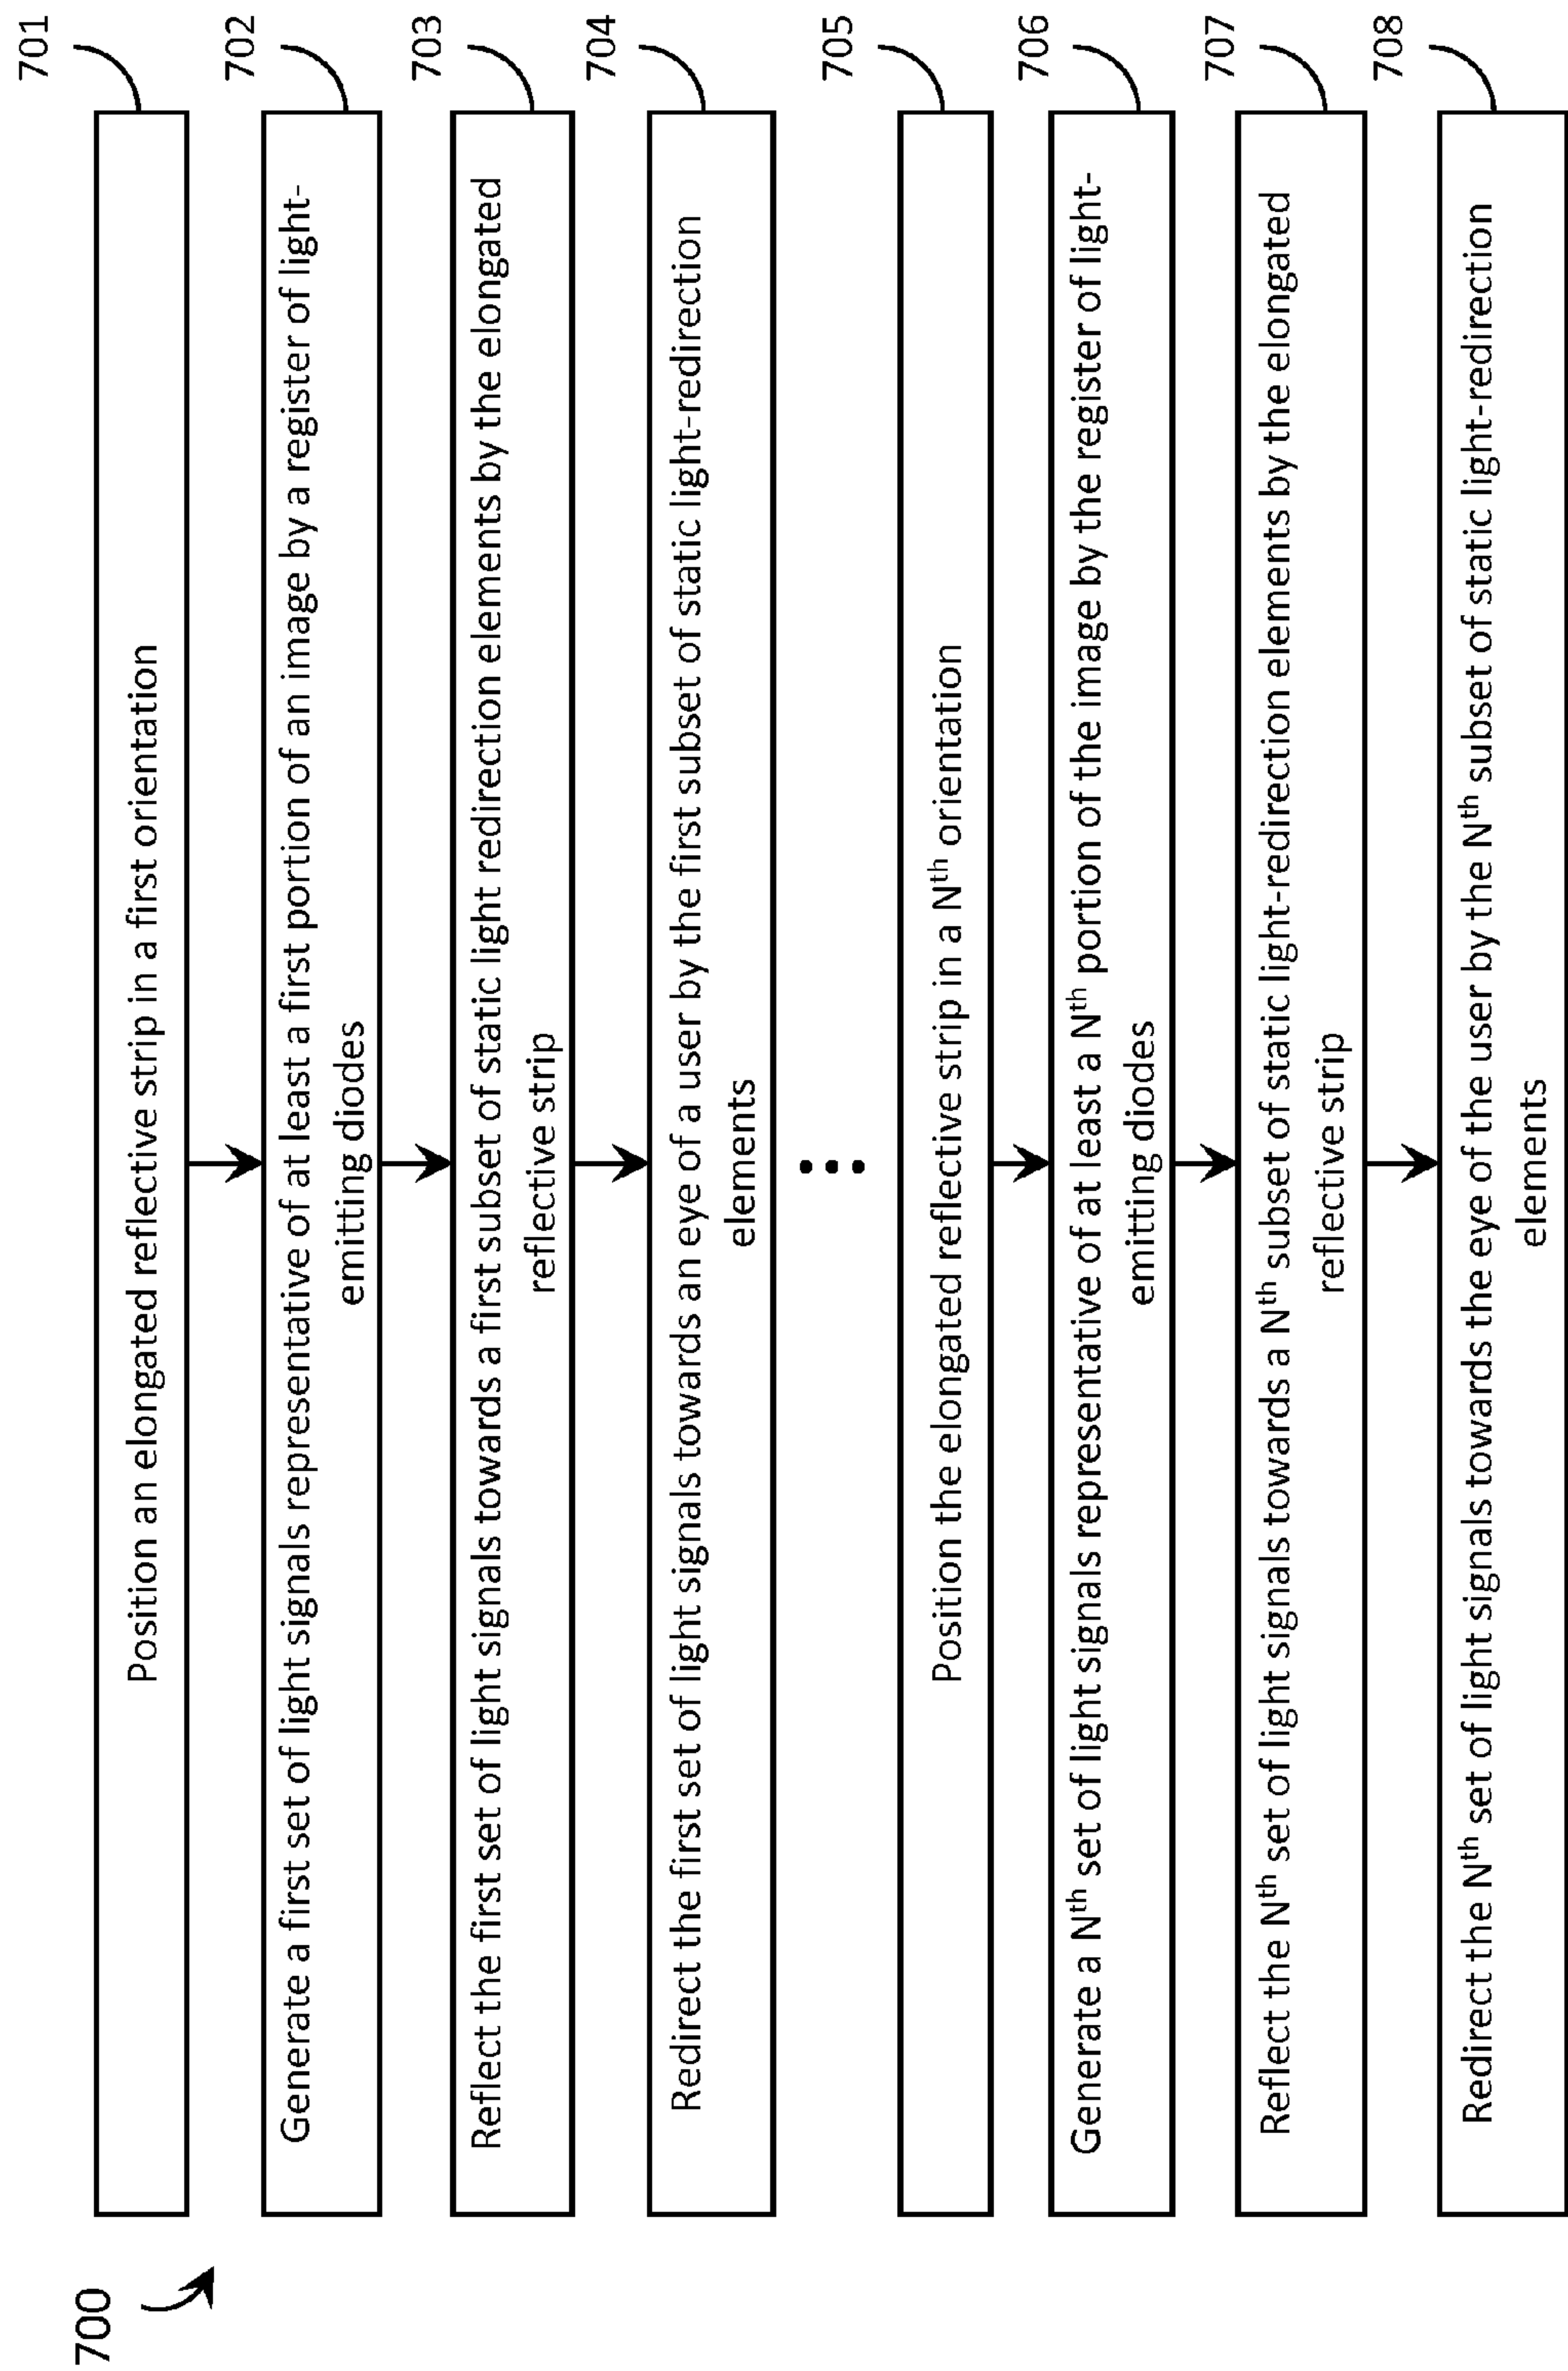 700
701
Position an elongated reflective strip in a first orientation
702
Generate a first set of light signals representative of at least a first portion of an image by a register of light-
emitting diodes
703
Reflect the first set of light signals towards a first subset of static light redirection elements by the elongated
reflective strip
704
Redirect the first set of light signals towards an eye of a user by the first subset of static light-redirection
elements
705
Position the elongated reflective strip in a Nth orientation
706
Generate a Nth set of light signals representative of at least a Nth portion of the image by the register of light-
emitting diodes
707
Reflect the Nth set of light signals towards a Nth subset of static light-redirection elements by the elongated
reflective strip
708
Redirect the Nth set of light signals towards the eye of the user by the Nth subset of static light-redirection
elements